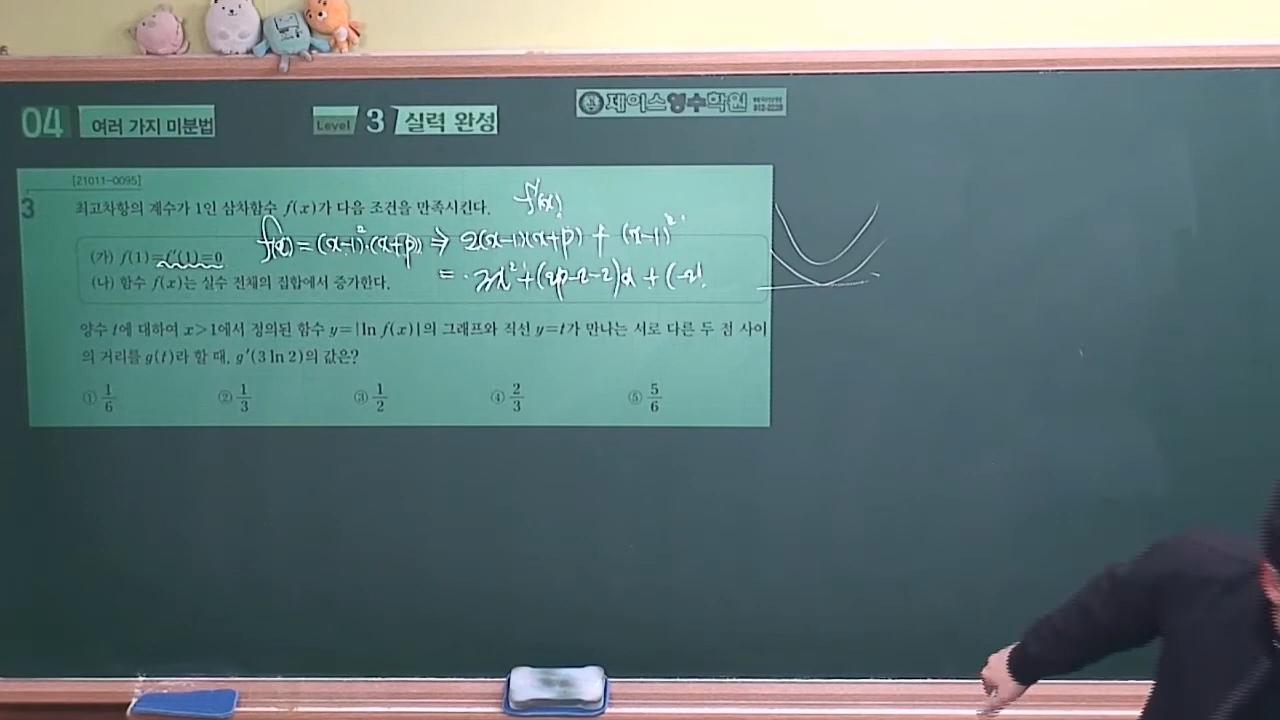 04 여러 가지 미분법 Level 3 실력 완성
제이스영수학원
[21011-0095]
3 최고차항의 계수가 1인 삼차함수 f(x)가 다음 조건을 만족시킨다. f'(x)
(가) f(1)=f'(1)=0 f(x)=(x-1)²·(x+p) ⇒ 2(x-1)(x+p) + (x-1)²
= 3x²+(2p-2-2)x + (-2
(나) 함수 f(x)는 실수 전체의 집합에서 증가한다.
양수 t에 대하여 x>1에서 정의된 함수 y=|ln f(x)|의 그래프와 직선 y=t가 만나는 서로 다른 두 점 사이
의 거리를 g(t)라 할 때, g'(3 ln 2)의 값은?
① 1/6 ② 1/3 ③ 1/2 ④ 2/3 ⑤ 5/6